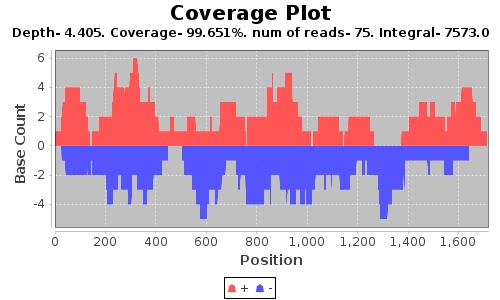 Coverage Plot
Depth- 4.405. Coverage- 99.651%. num of reads- 75. Integral- 7573.0
6
4
2
0
-2
-4
Base Count
0 200 400 600 800 1,000 1,200 1,400 1,600
Position
+ -